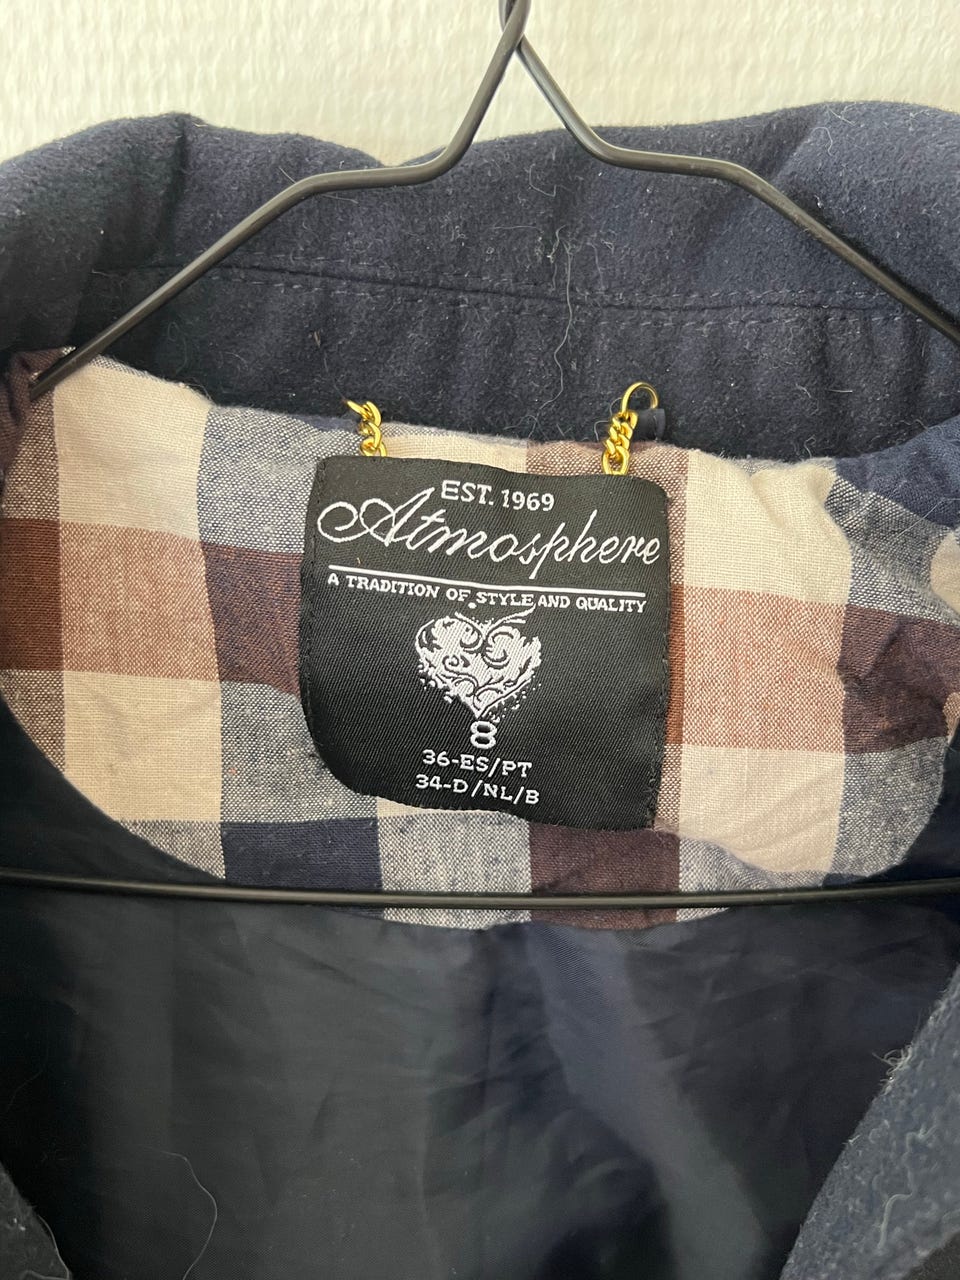 EST. 1969
Atmosphere
A TRADITION OF STYLE AND QUALITY
8
36-ES/PT
34-D/NL/B